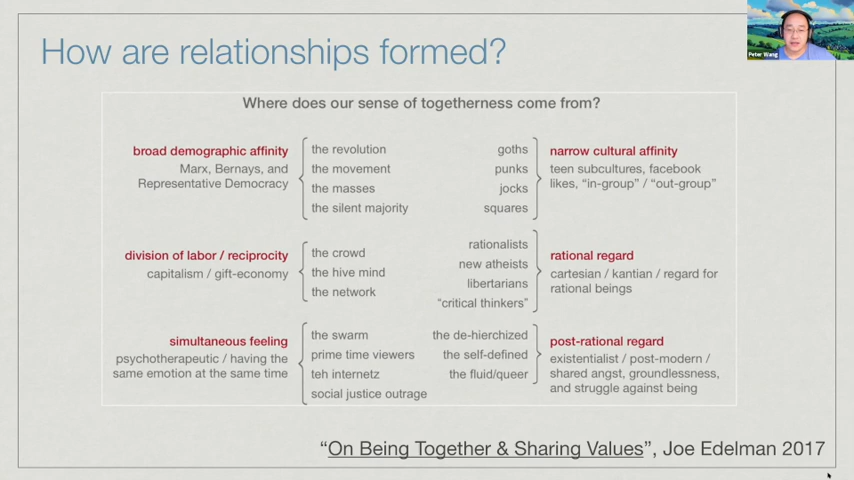 How are relationships formed?
Peter Wang
Where does our sense of togetherness come from?
broad demographic affinity
Marx, Bernays, and
Representative Democracy
the revolution
the movement
the masses
the silent majority
goths
punks
jocks
squares
narrow cultural affinity
teen subcultures, facebook
likes, “in-group” / “out-group”
division of labor / reciprocity
capitalism / gift-economy
the crowd
the hive mind
the network
rationalists
new atheists
libertarians
“critical thinkers”
rational regard
cartesian / kantian / regard for
rational beings
simultaneous feeling
psychotherapeutic / having the
same emotion at the same time
the swarm
prime time viewers
teh internetz
social justice outrage
the de-hierchized
the self-defined
the fluid/queer
post-rational regard
existentialist / post-modern /
shared angst, groundlessness,
and struggle against being
“On Being Together & Sharing Values”, Joe Edelman 2017